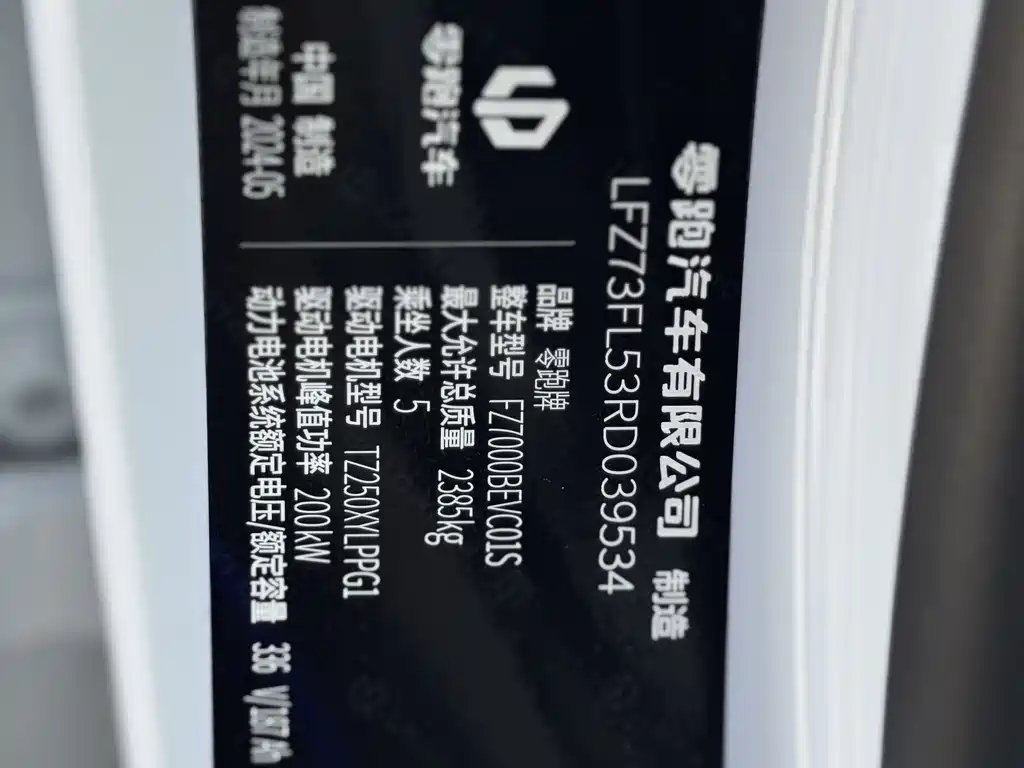 零跑汽车有限公司 制造
LFZ73FL53RD039534
零跑汽车
中国 制造
制造年月 2024-05
品牌 零跑牌
整车型号 FZ7000BEVC01S
最大允许总质量 2385kg
乘坐人数 5
驱动电机型号 TZ250XYLPPG1
驱动电机峰值功率 200kW
动力电池系统额定电压/额定容量 336 V/187 Ah